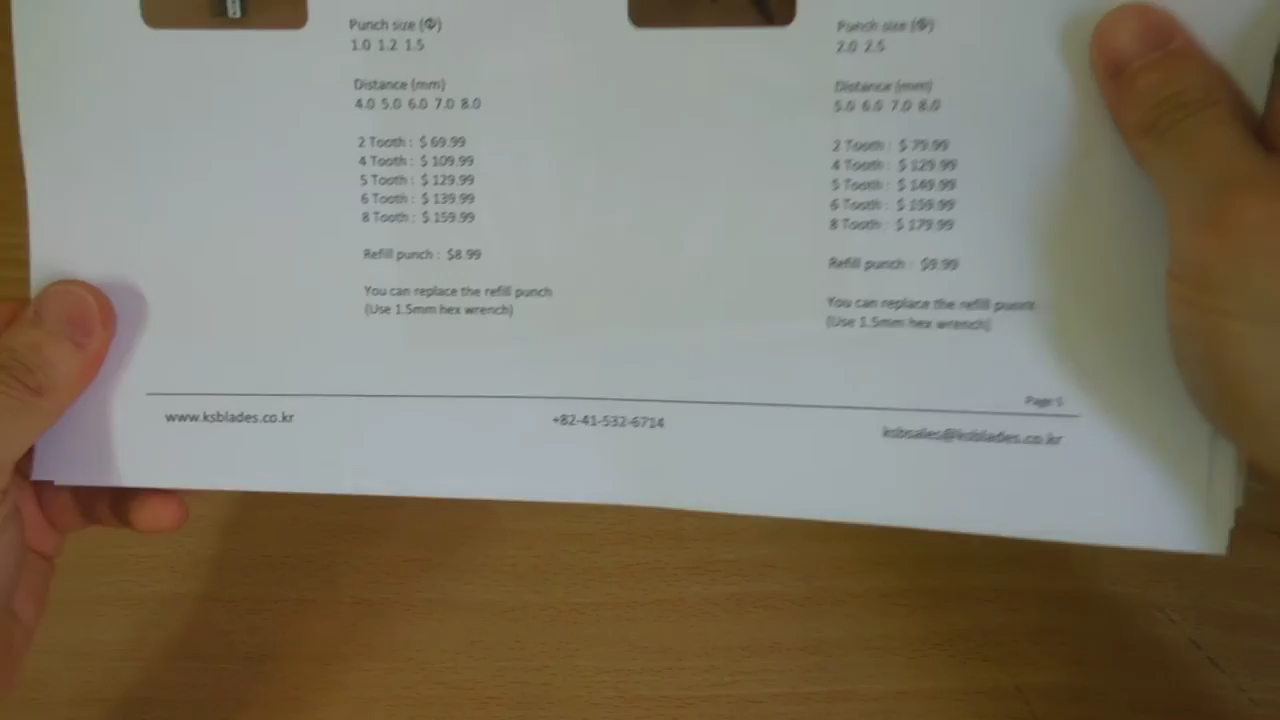 Punch size (Φ)
1.0 1.2 1.5
Distance (mm)
4.0 5.0 6.0 7.0 8.0
2 Tooth : $ 69.99
4 Tooth : $ 109.99
5 Tooth : $ 129.99
6 Tooth : $ 139.99
8 Tooth : $ 159.99
Refill punch : $8.99
You can replace the refill punch
(Use 1.5mm hex wrench)
Punch size (Φ)
2.0 2.5
Distance (mm)
5.0 6.0 7.0 8.0
2 Tooth : $ 79.99
4 Tooth : $ 129.99
5 Tooth : $ 149.99
6 Tooth : $ 159.99
8 Tooth : $ 179.99
Refill punch : $9.99
You can replace the refill punch
(Use 1.5mm hex wrench)
Page 5
www.ksblades.co.kr
+82-41-532-6714
ksbsales@ksblades.co.kr